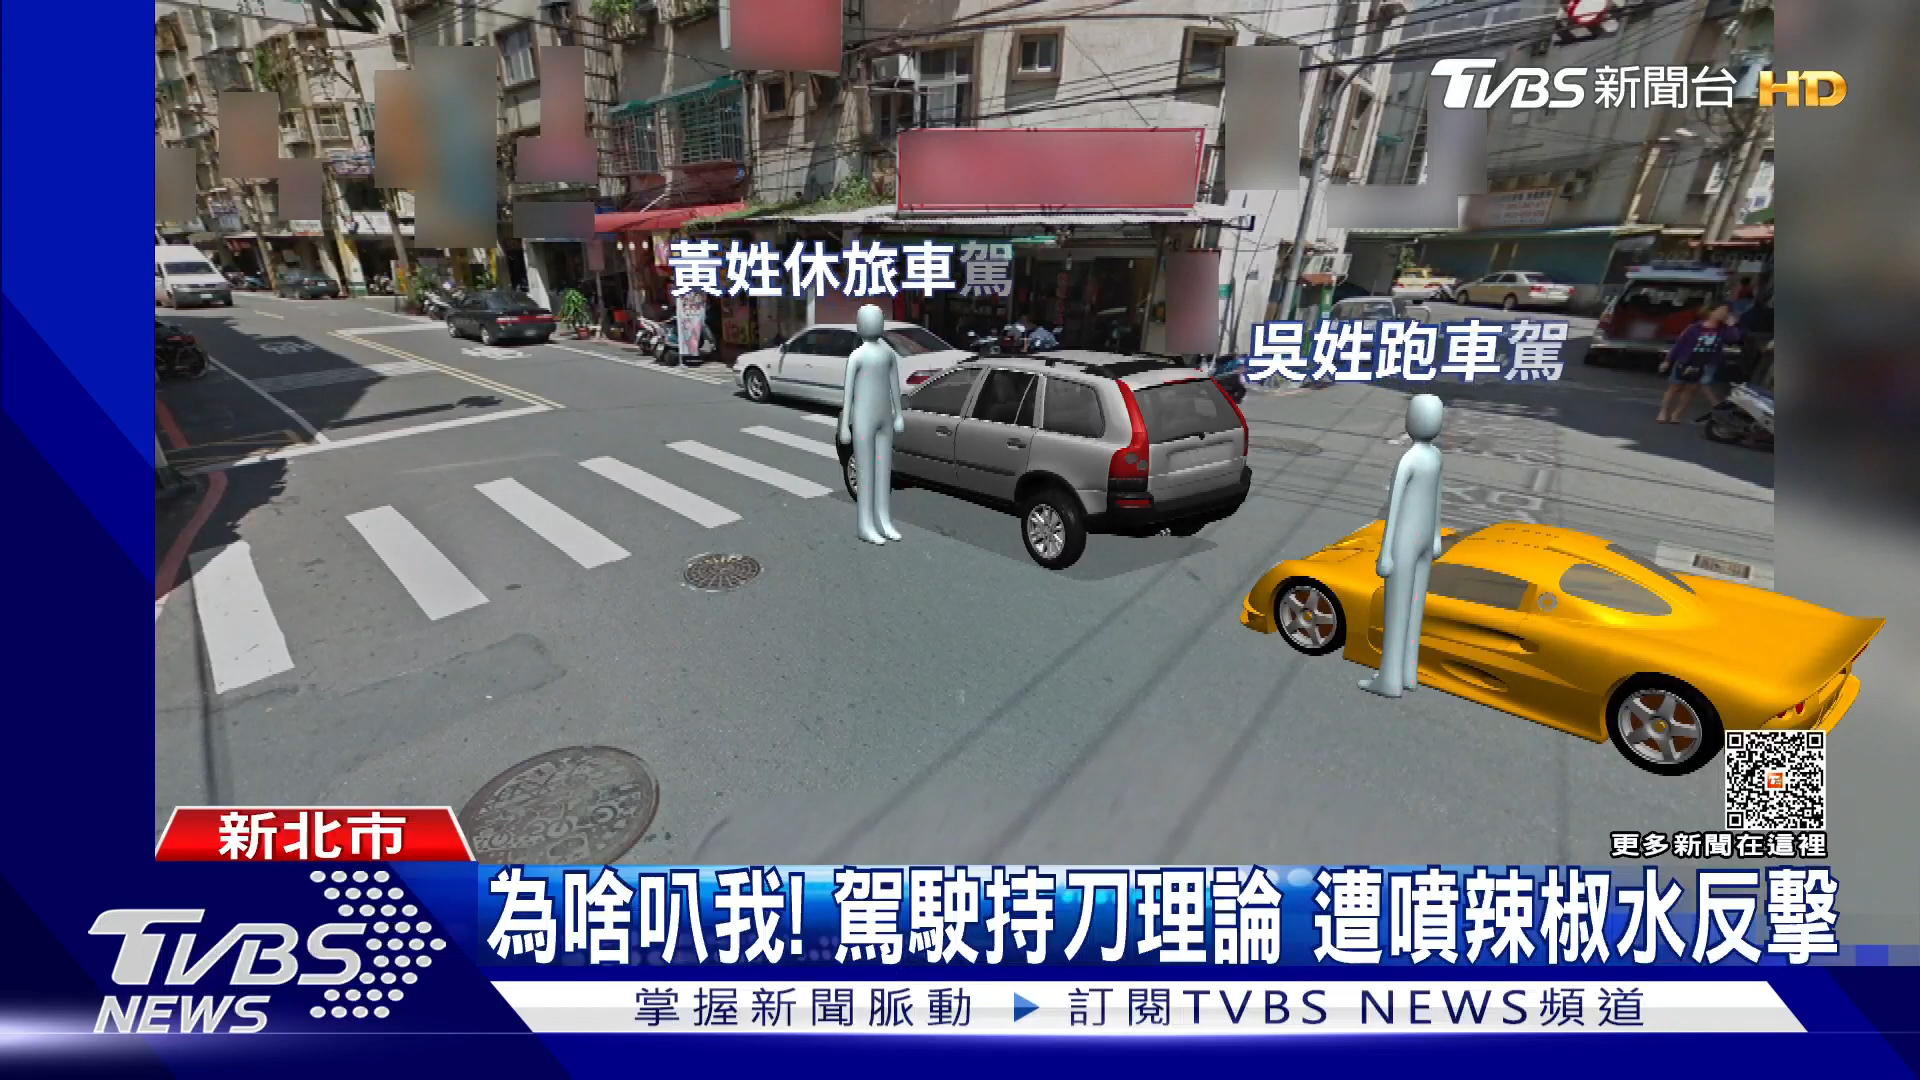 TVBS新聞台 HD
黃姓休旅車駕
吳姓跑車駕
更多新聞在這裡
新北市
為啥叭我! 駕駛持刀理論 遭噴辣椒水反擊
TVBS NEWS
掌握新聞脈動 ▶ 訂閱TVBS NEWS頻道